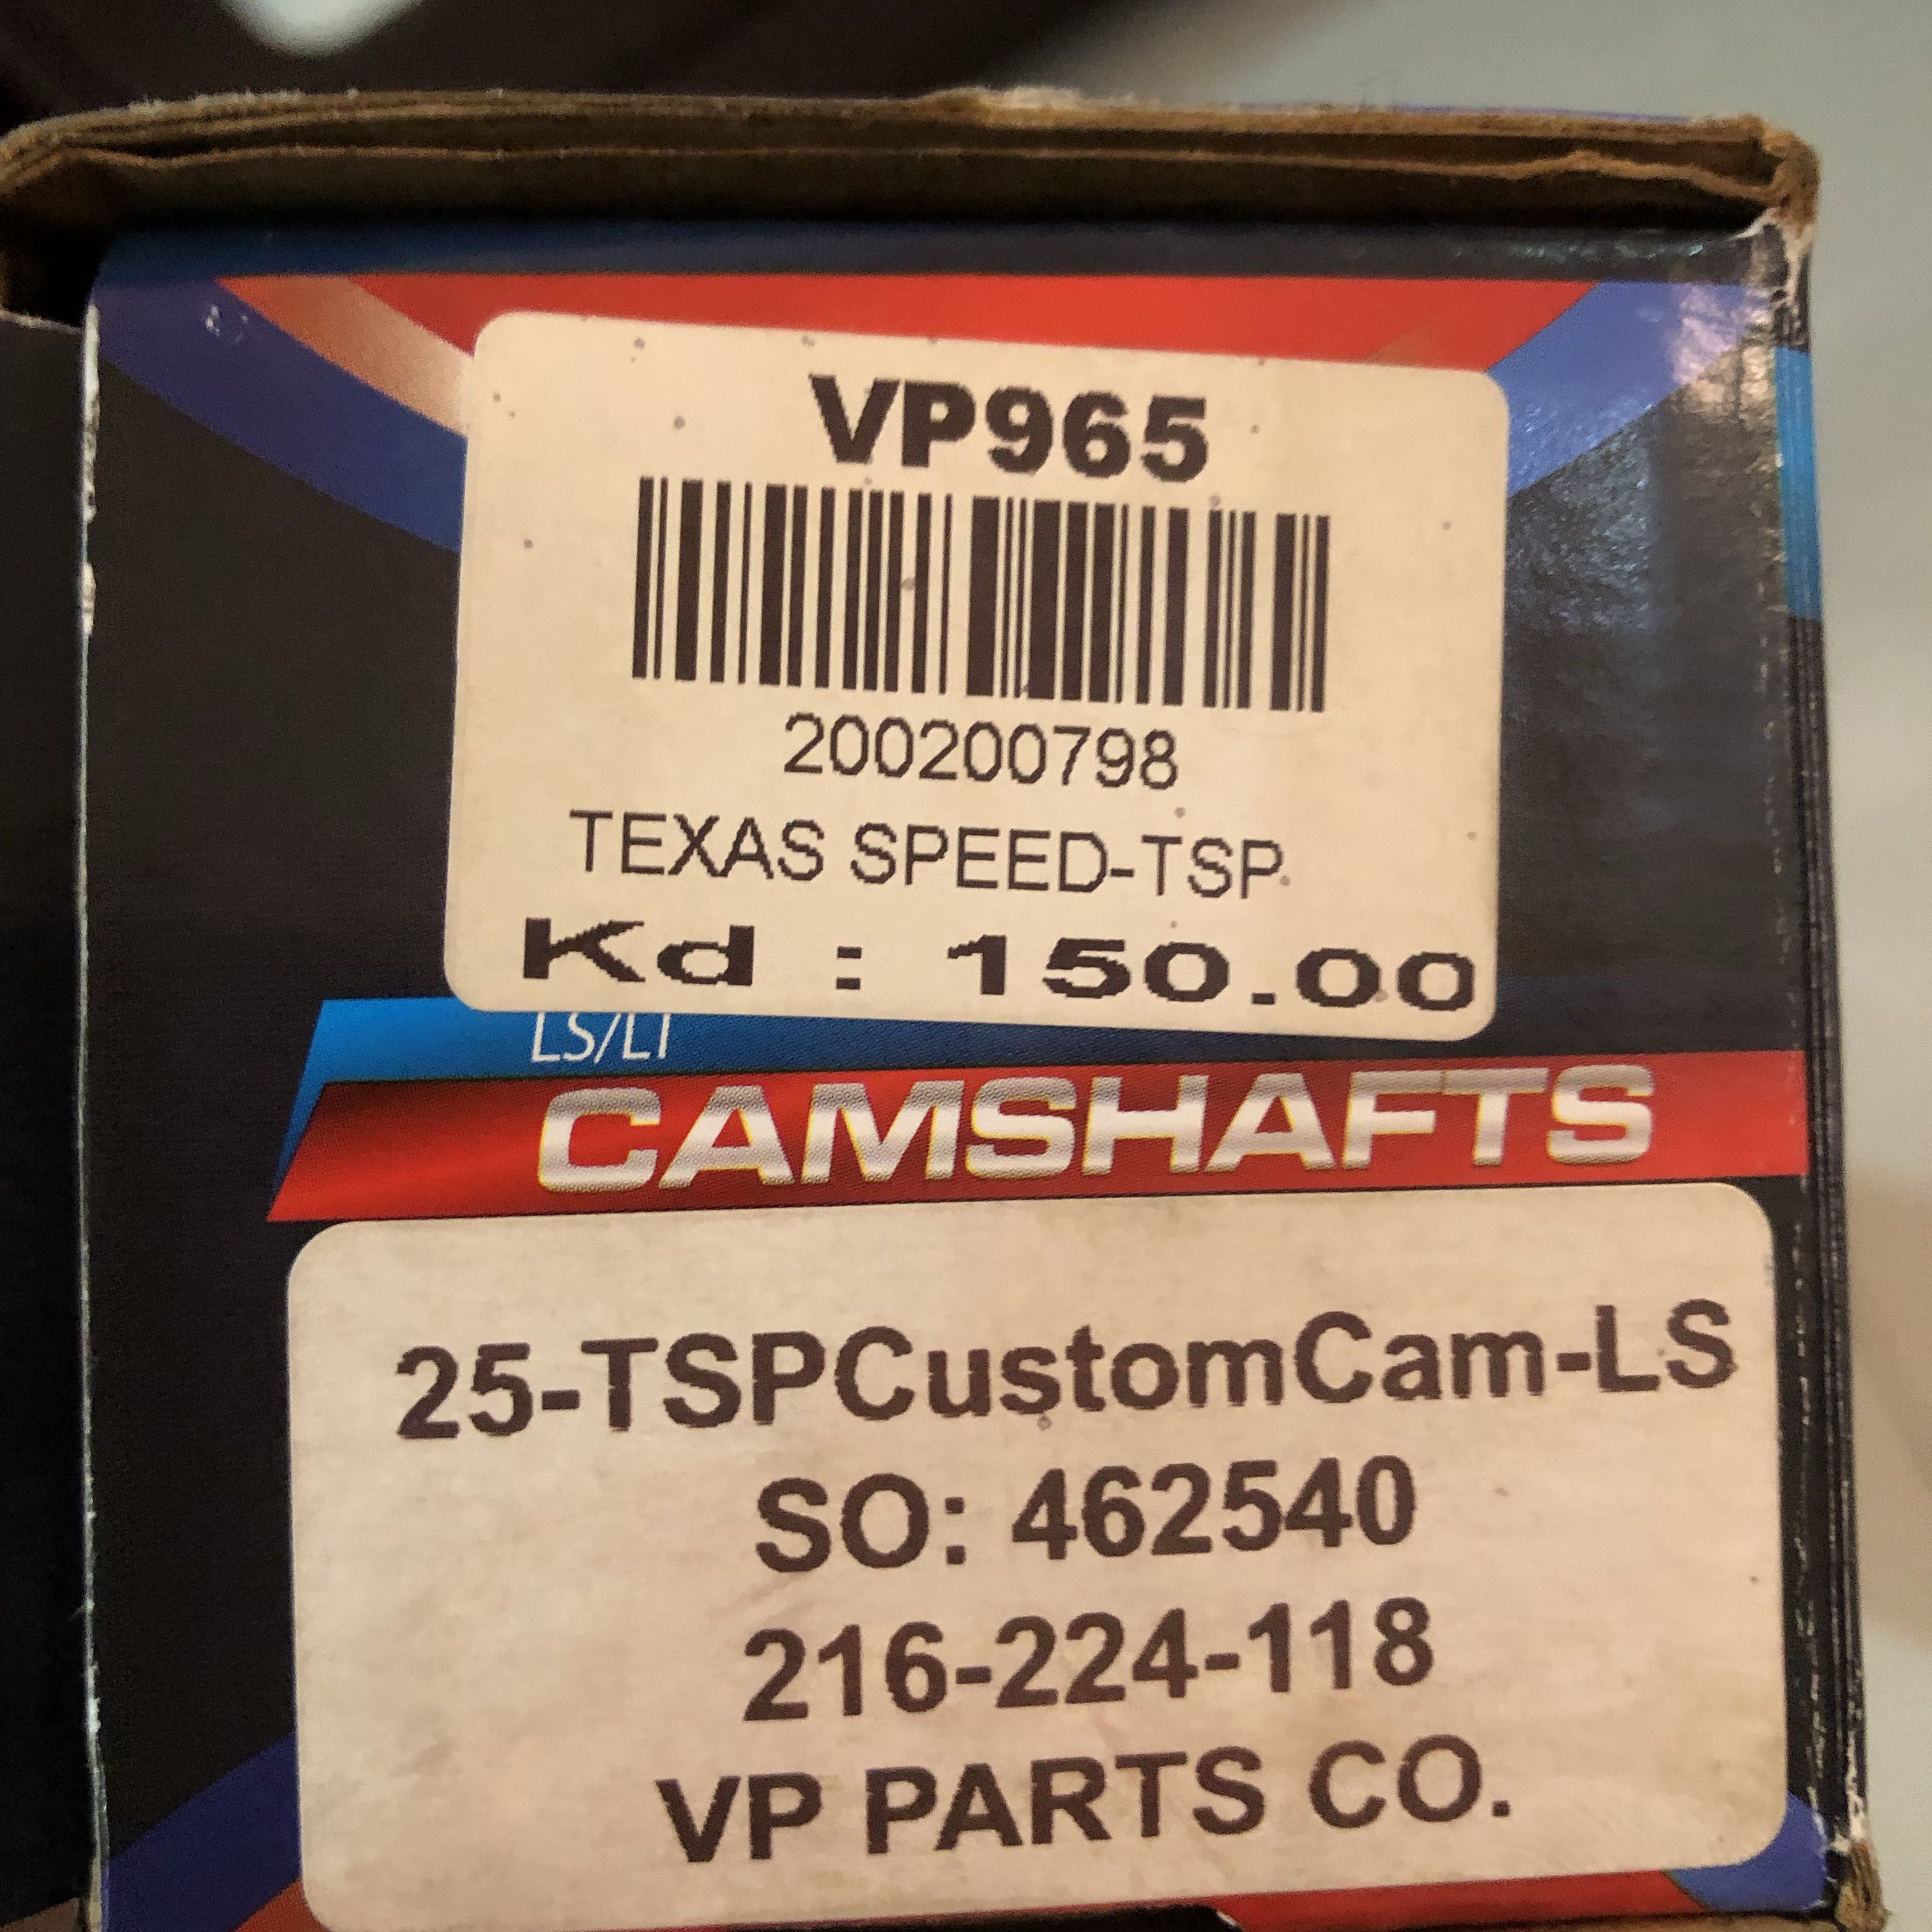 VP965
200200798
TEXAS SPEED-TSP
Kd : 150.00
LS/LT
CAMSHAFTS
25-TSPCustomCam-LS
SO: 462540
216-224-118
VP PARTS CO.